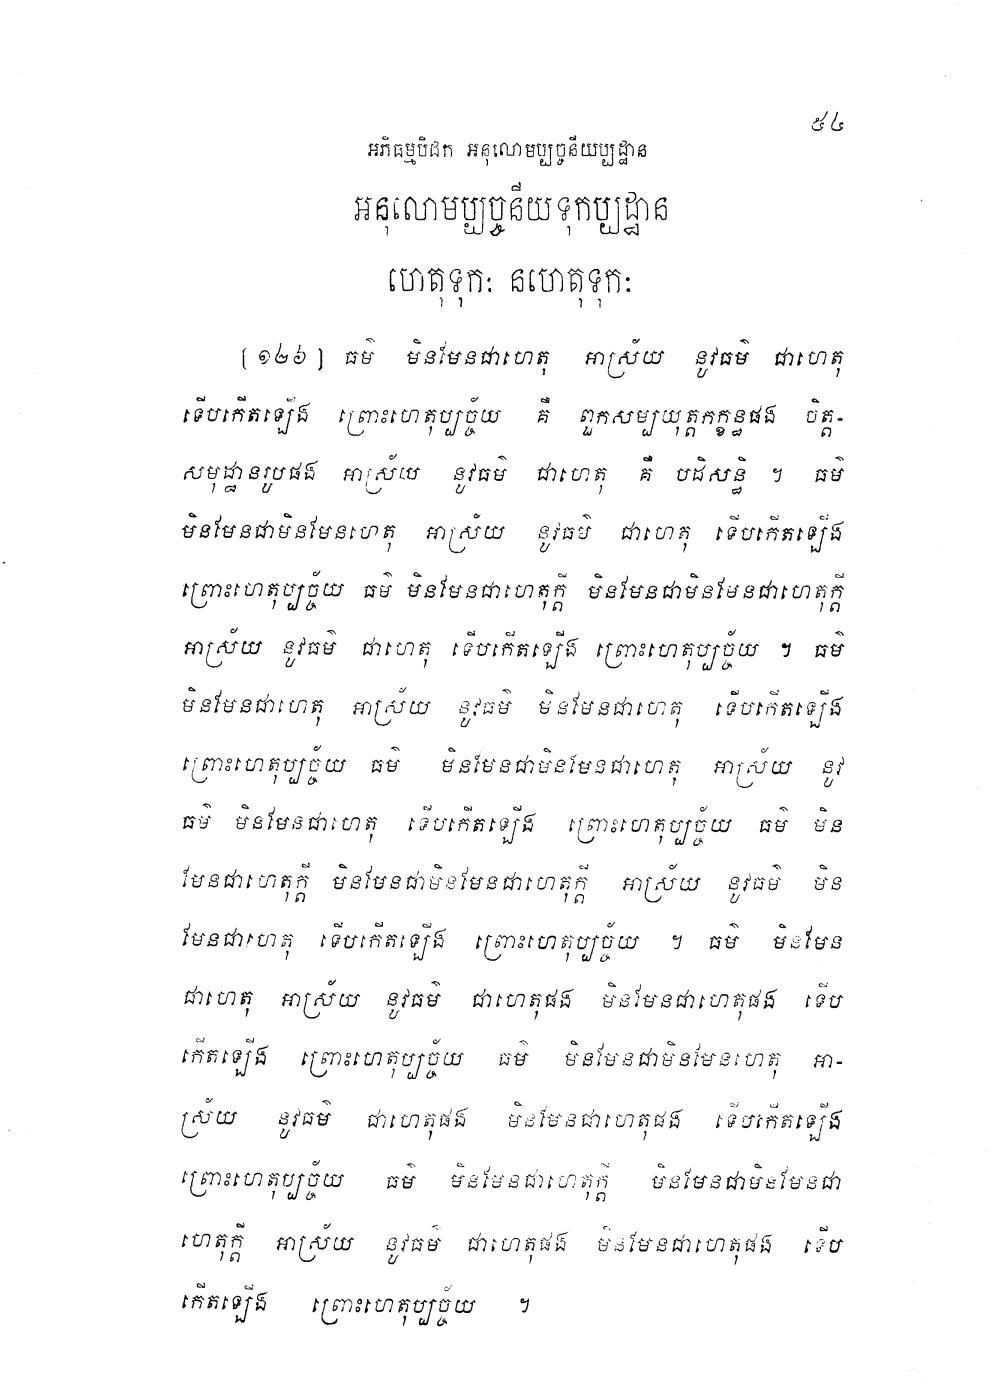 ៥៤
អភិធម្មបិដក អនុលោមប្បច្ចនីយប្បដ្ឋាន
អនុលោមប្បច្ចនីយទុកប្បដ្ឋាន
ហេតុទុកៈ នហេតុទុកៈ
[១៤៦] ធម៌ មិនមែនជាហេតុ អាស្រ័យ នូវធម៌ ជាហេតុ
ទើបកើតឡើង ព្រោះហេតុប្បច្ច័យ គឺ ពួកសម្បយុត្តកក្ខន្ធផង ចិត្ត-
សមុដ្ឋានរូបផង អាស្រ័យ នូវធម៌ ជាហេតុ គឺ បដិសន្ធិ ។ ធម៌
មិនមែនជាមិនមែនហេតុ អាស្រ័យ នូវធម៌ ជាហេតុ ទើបកើតឡើង
ព្រោះហេតុប្បច្ច័យ ធម៌ មិនមែនជាហេតុក្តី មិនមែនជាមិនមែនជាហេតុក្តី
អាស្រ័យ នូវធម៌ ជាហេតុ ទើបកើតឡើង ព្រោះហេតុប្បច្ច័យ ។ ធម៌
មិនមែនជាហេតុ អាស្រ័យ នូវធម៌ មិនមែនជាហេតុ ទើបកើតឡើង
ព្រោះហេតុប្បច្ច័យ ធម៌ មិនមែនជាមិនមែនជាហេតុ អាស្រ័យ នូវ
ធម៌ មិនមែនជាហេតុ ទើបកើតឡើង ព្រោះហេតុប្បច្ច័យ ធម៌ មិន
មែនជាហេតុក្តី មិនមែនជាមិនមែនជាហេតុក្តី អាស្រ័យ នូវធម៌ មិន
មែនជាហេតុ ទើបកើតឡើង ព្រោះហេតុប្បច្ច័យ ។ ធម៌ មិនមែន
ជាហេតុ អាស្រ័យ នូវធម៌ ជាហេតុផង មិនមែនជាហេតុផង ទើប
កើតឡើង ព្រោះហេតុប្បច្ច័យ ធម៌ មិនមែនជាមិនមែនហេតុ អា-
ស្រ័យ នូវធម៌ ជាហេតុផង មិនមែនជាហេតុផង ទើបកើតឡើង
ព្រោះហេតុប្បច្ច័យ ធម៌ មិនមែនជាហេតុក្តី មិនមែនជាមិនមែនជា
ហេតុក្តី អាស្រ័យ នូវធម៌ ជាហេតុផង មិនមែនជាហេតុផង ទើប
កើតឡើង ព្រោះហេតុប្បច្ច័យ ។